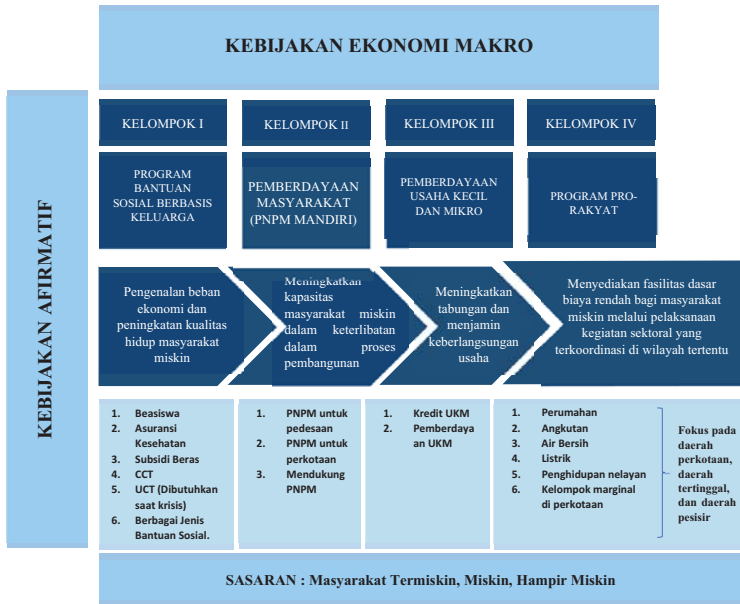 KEBIJAKAN EKONOMI MAKRO
KEBIJAKAN AFIRMATIF
KELOMPOK I
KELOMPOK II
KELOMPOK III
KELOMPOK IV
PROGRAM
BANTUAN
SOSIAL BERBASIS
KELUARGA
PEMBERDAYAAN
MASYARAKAT
(PNPM MANDIRI)
PEMBERDAYAAN
USAHA KECIL
DAN MIKRO
PROGRAM PRO-
RAKYAT
Pengenalan beban
ekonomi dan
peningkatan kualitas
hidup masyarakat
miskin
Meningkatkan
kapasitas
masyarakat miskin
dalam keterlibatan
dalam proses
pembangunan
Meningkatkan
tabungan dan
menjamin
keberlangsungan
usaha
Menyediakan fasilitas dasar
biaya rendah bagi masyarakat
miskin melalui pelaksanaan
kegiatan sektoral yang
terkoordinasi di wilayah tertentu
1. Beasiswa
2. Asuransi
Kesehatan
3. Subsidi Beras
4. CCT
5. UCT (Dibutuhkan
saat krisis)
6. Berbagai Jenis
Bantuan Sosial.
1. PNPM untuk
pedesaan
2. PNPM untuk
perkotaan
3. Mendukung
PNPM
1. Kredit UKM
2. Pemberdaya
an UKM
1. Perumahan
2. Angkutan
3. Air Bersih
4. Listrik
5. Penghidupan nelayan
6. Kelompok marginal
di perkotaan
Fokus pada
daerah
perkotaan,
daerah
tertinggal,
dan daerah
pesisir
SASARAN : Masyarakat Termiskin, Miskin, Hampir Miskin